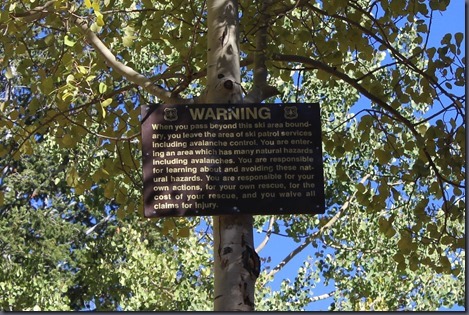 WARNING
When you pass beyond this ski area bound-
ary, you leave the area of ski patrol services
including avalanche control. You are enter-
ing an area which has many natural hazards
including avalanches. You are responsible
for learning about and avoiding these nat-
ural hazards. You are responsible for your
own actions, for your own rescue, for the
cost of your rescue, and you waive all
claims for injury.